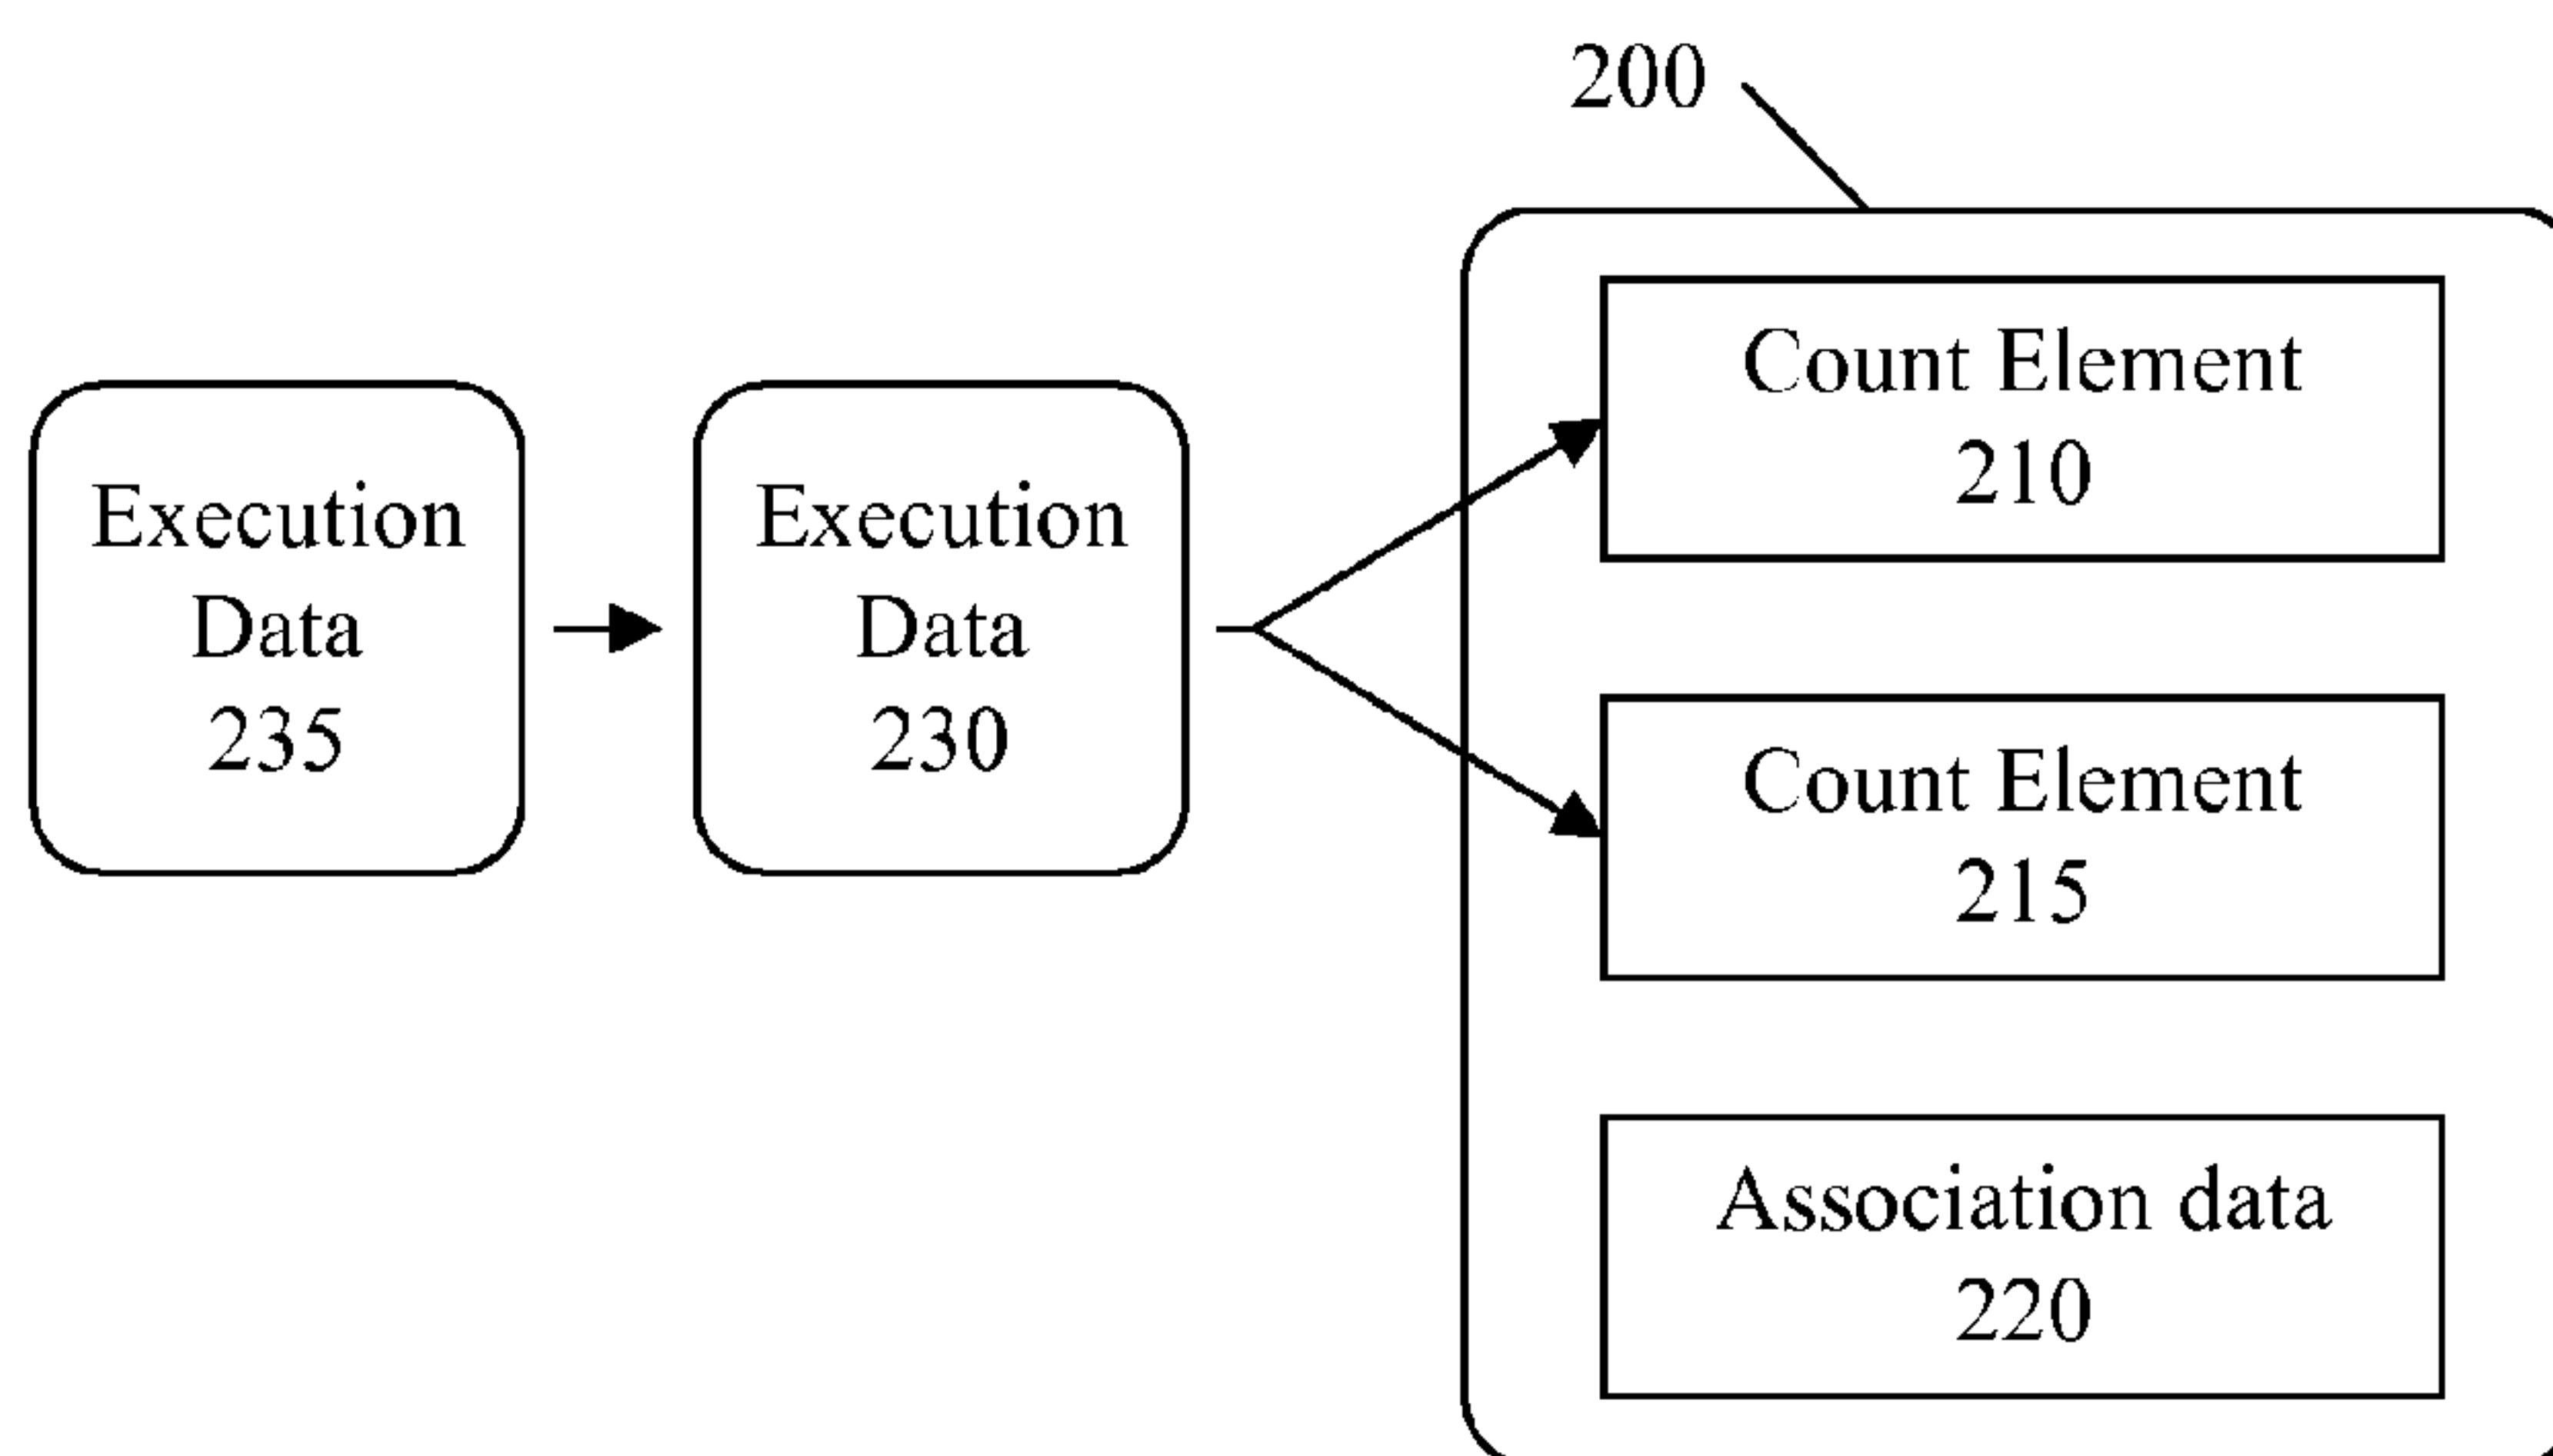 200
Execution
Data
235
Execution
Data
230
Count Element
210
Count Element
215
Association data
220